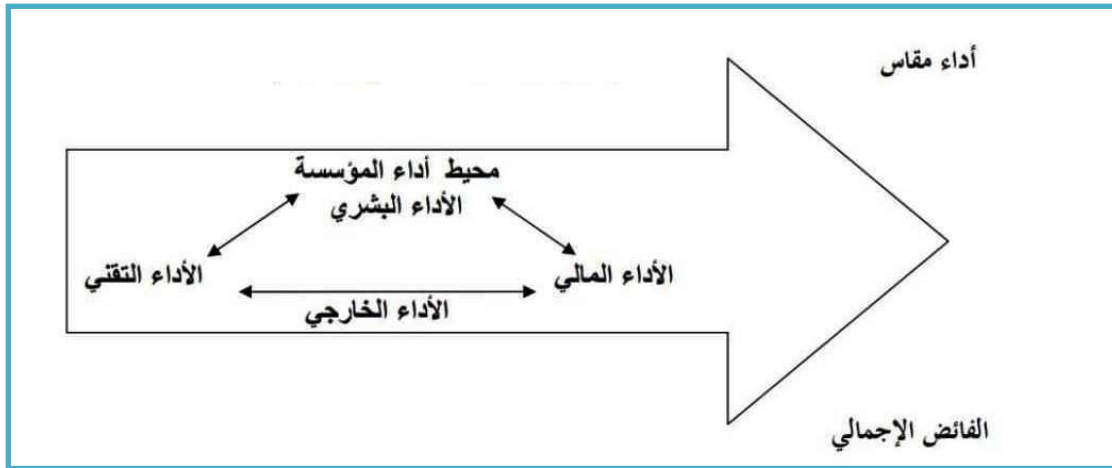 أداء مقاس
محيط أداء المؤسسة
الأداء البشري
الأداء المالي
الأداء التقني
الأداء الخارجي
الفائض الإجمالي